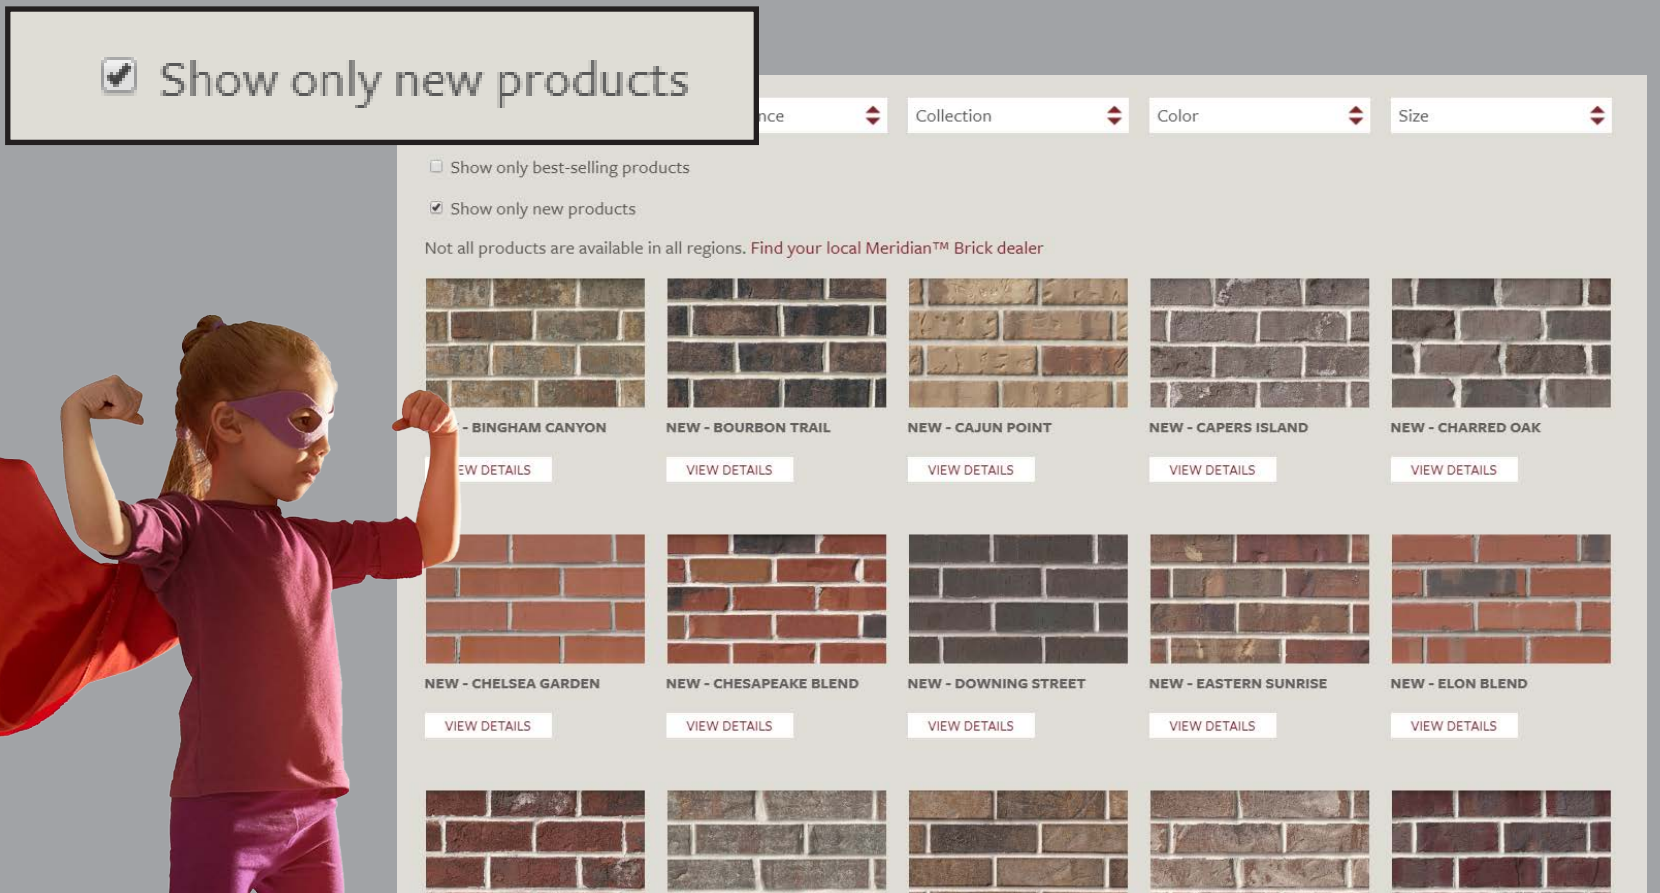 Show only new products
nce
Collection
Color
Size
Show only best-selling products
Show only new products
Not all products are available in all regions. Find your local Meridian™ Brick dealer
- BINGHAM CANYON
NEW - BOURBON TRAIL
NEW - CAJUN POINT
NEW - CAPERS ISLAND
NEW - CHARRED OAK
EW DETAILS
VIEW DETAILS
VIEW DETAILS
VIEW DETAILS
VIEW DETAILS
NEW - CHELSEA GARDEN
NEW - CHESAPEAKE BLEND
NEW - DOWNING STREET
NEW - EASTERN SUNRISE
NEW - ELON BLEND
VIEW DETAILS
VIEW DETAILS
VIEW DETAILS
VIEW DETAILS
VIEW DETAILS